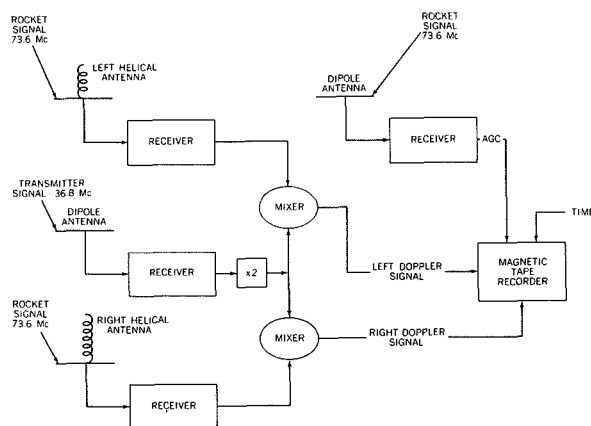 ROCKET
SIGNAL
73.6 Mc
LEFT HELICAL
ANTENNA
RECEIVER
TRANSMITTER
SIGNAL - 36.8 Mc
DIPOLE
ANTENNA
RECEIVER
x2
ROCKET
SIGNAL
73.6 Mc
RIGHT HELICAL
ANTENNA
RECEIVER
MIXER
MIXER
ROCKET
SIGNAL
73.6 Mc
DIPOLE
ANTENNA
RECEIVER
AGC
TIME
LEFT DOPPLER
SIGNAL
RIGHT DOPPLER
SIGNAL
MAGNETIC
TAPE
RECORDER